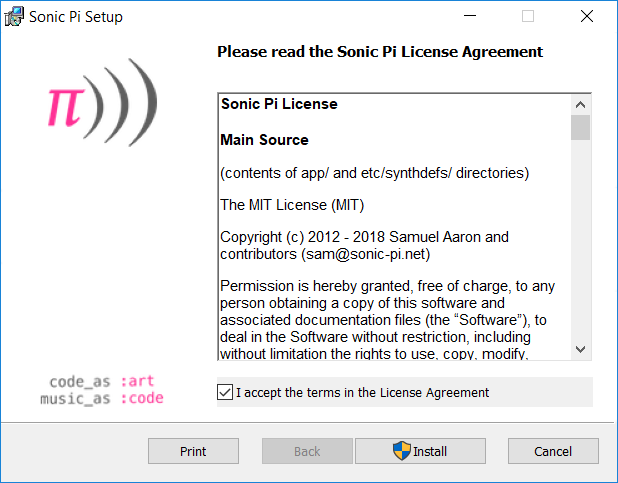 Sonic Pi Setup
Please read the Sonic Pi License Agreement
π)))
Sonic Pi License
Main Source
(contents of app/ and etc/synthdefs/ directories)
The MIT License (MIT)
Copyright (c) 2012 - 2018 Samuel Aaron and
contributors (sam@sonic-pi.net)
Permission is hereby granted, free of charge, to any
person obtaining a copy of this software and
associated documentation files (the “Software”), to
deal in the Software without restriction, including
without limitation the rights to use, copy, modify,
code_as :art
music_as :code
I accept the terms in the License Agreement
Print
Back
Install
Cancel